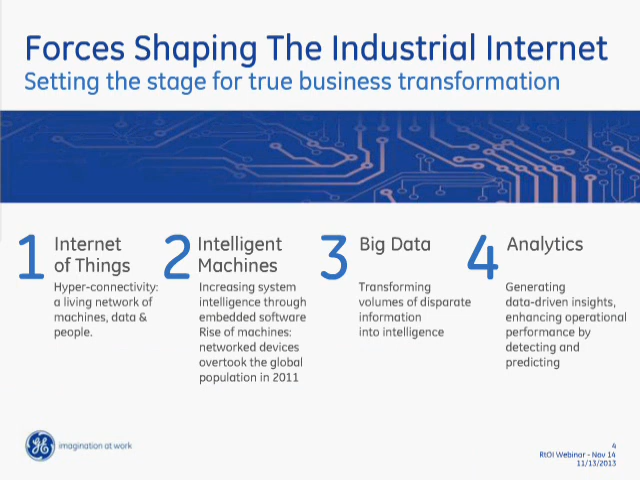 Forces Shaping The Industrial Internet
Setting the stage for true business transformation
1 Internet
of Things
Hyper-connectivity:
a living network of
machines, data &
people.
2 Intelligent
Machines
Increasing system
intelligence through
embedded software
Rise of machines:
networked devices
overtook the global
population in 2011
3 Big Data
Transforming
volumes of disparate
information
into intelligence
4 Analytics
Generating
data-driven insights,
enhancing operational
performance by
detecting and
predicting
GE imagination at work
4
RtOI Webinar - Nov 14
11/13/2013